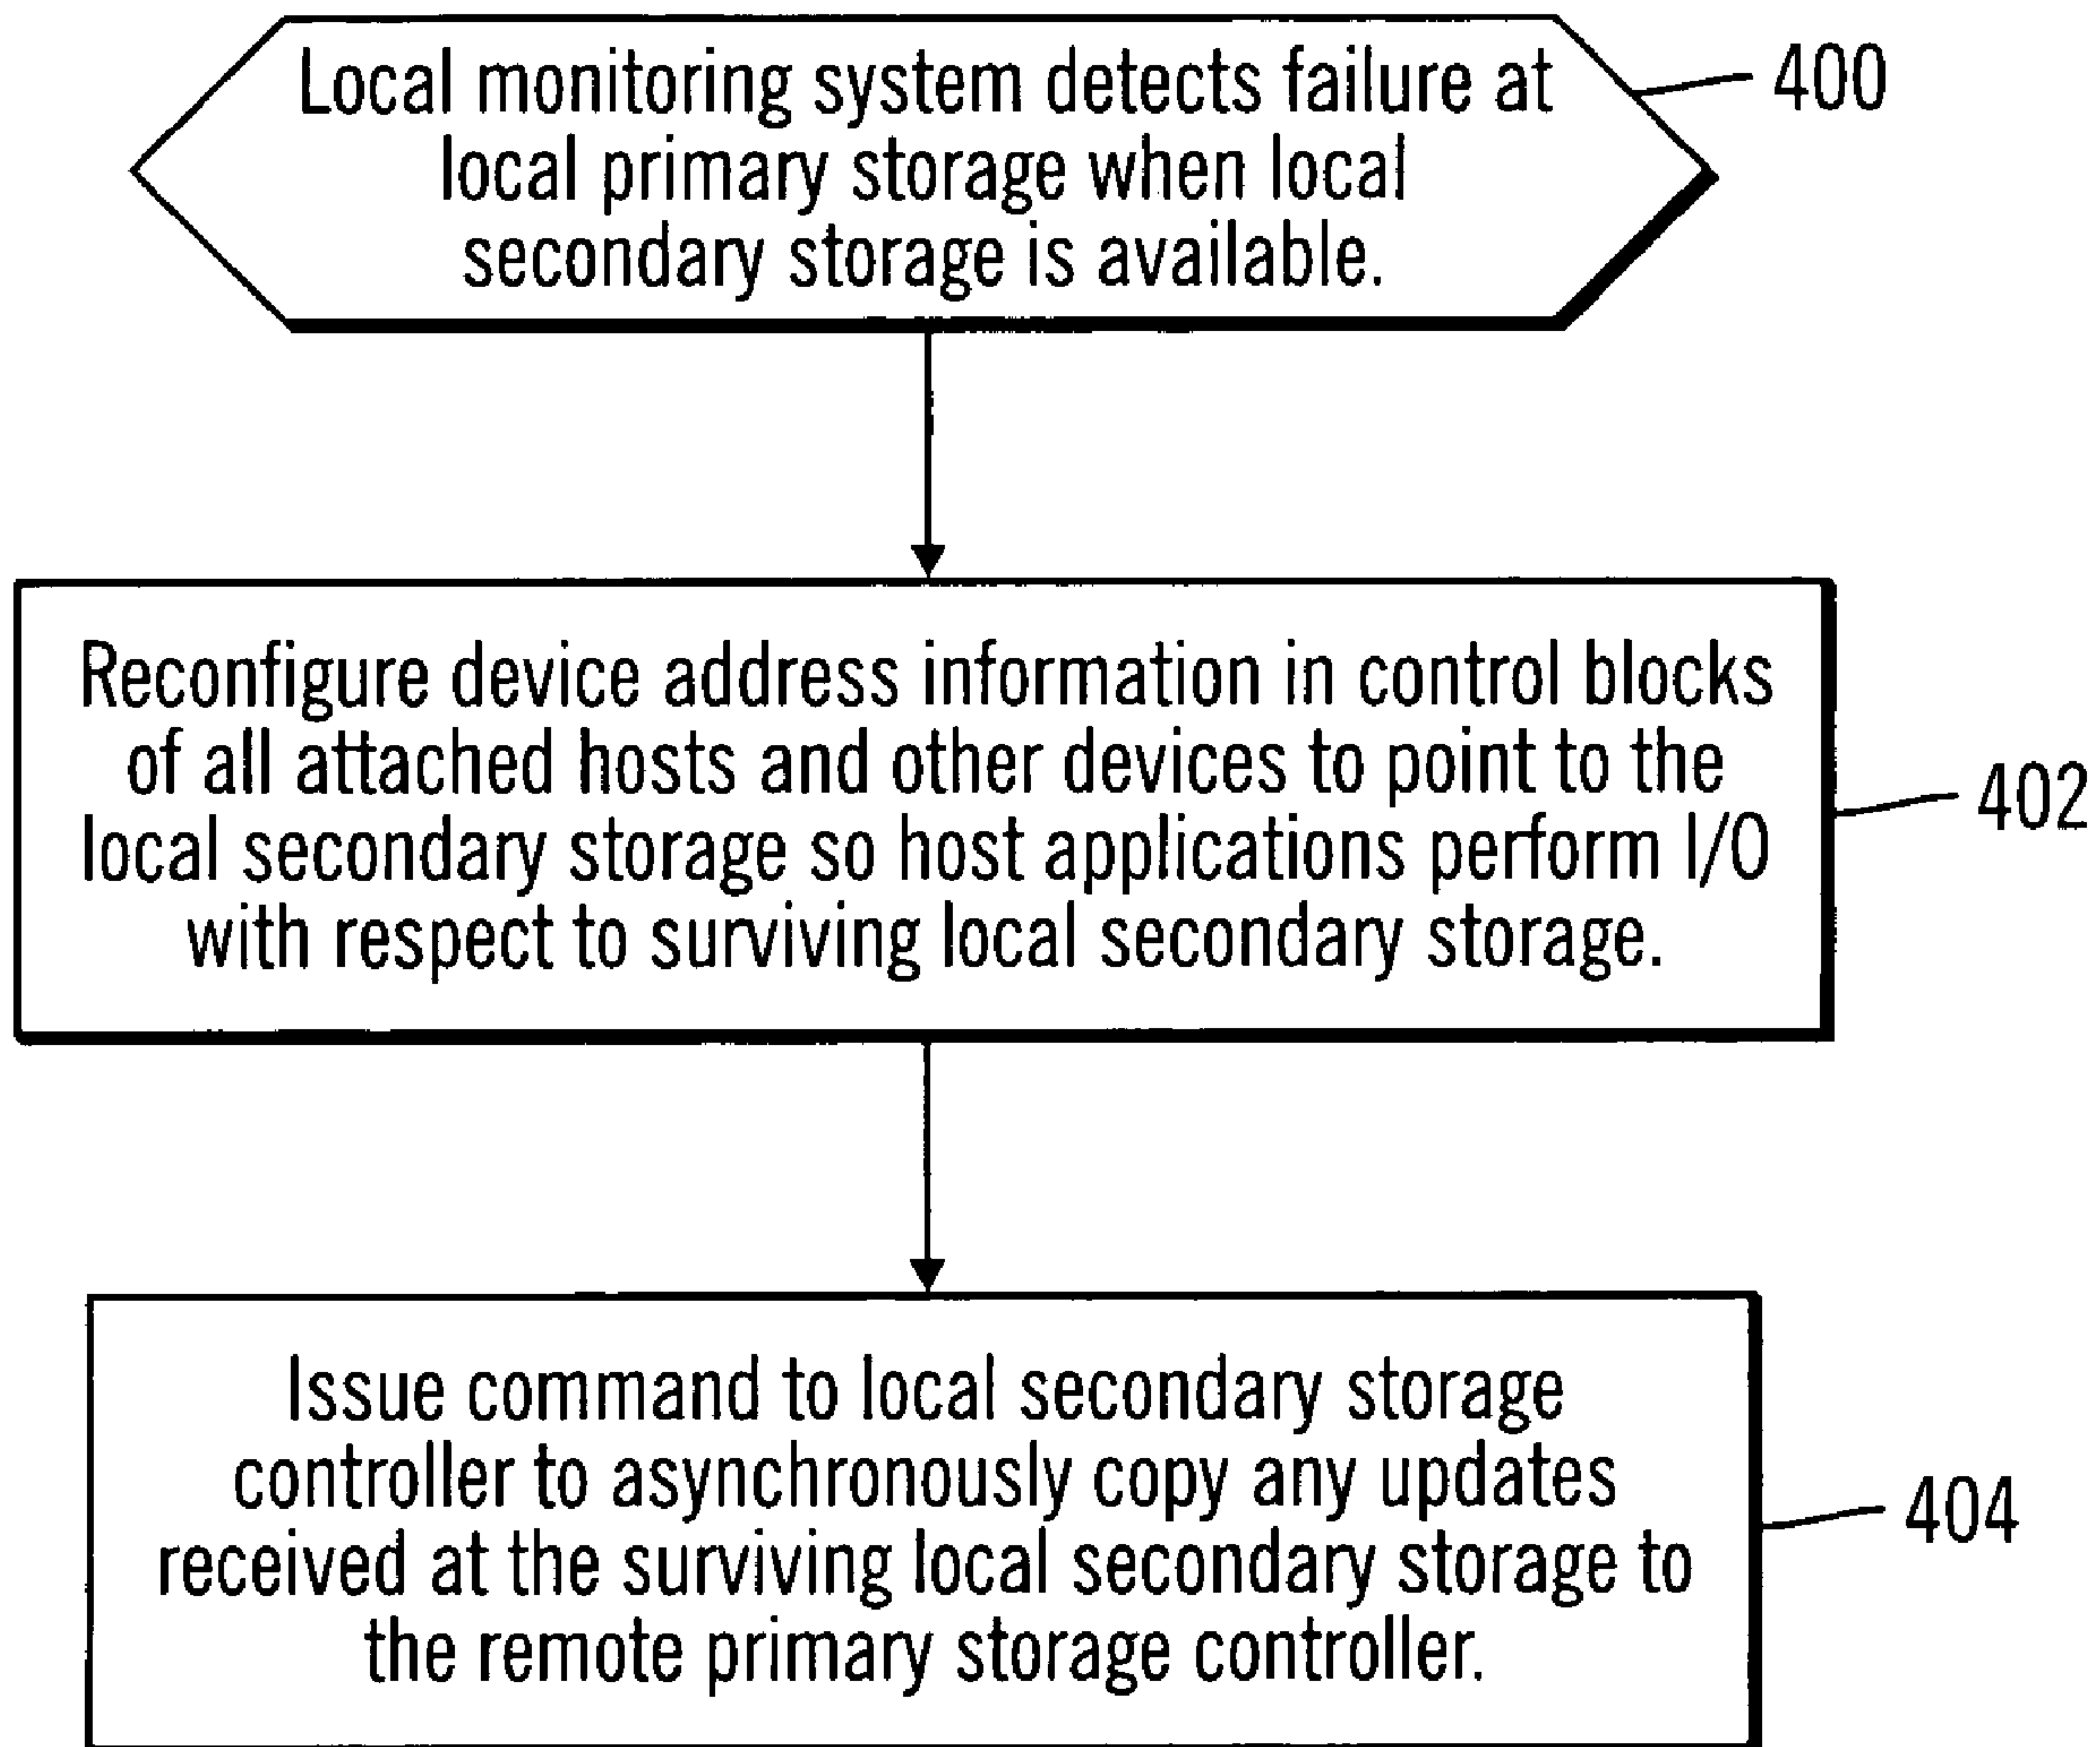 Local monitoring system detects failure at
local primary storage when local
secondary storage is available.
400
Reconfigure device address information in control blocks
of all attached hosts and other devices to point to the
local secondary storage so host applications perform I/O
with respect to surviving local secondary storage.
402
Issue command to local secondary storage
controller to asynchronously copy any updates
received at the surviving local secondary storage to
the remote primary storage controller.
404